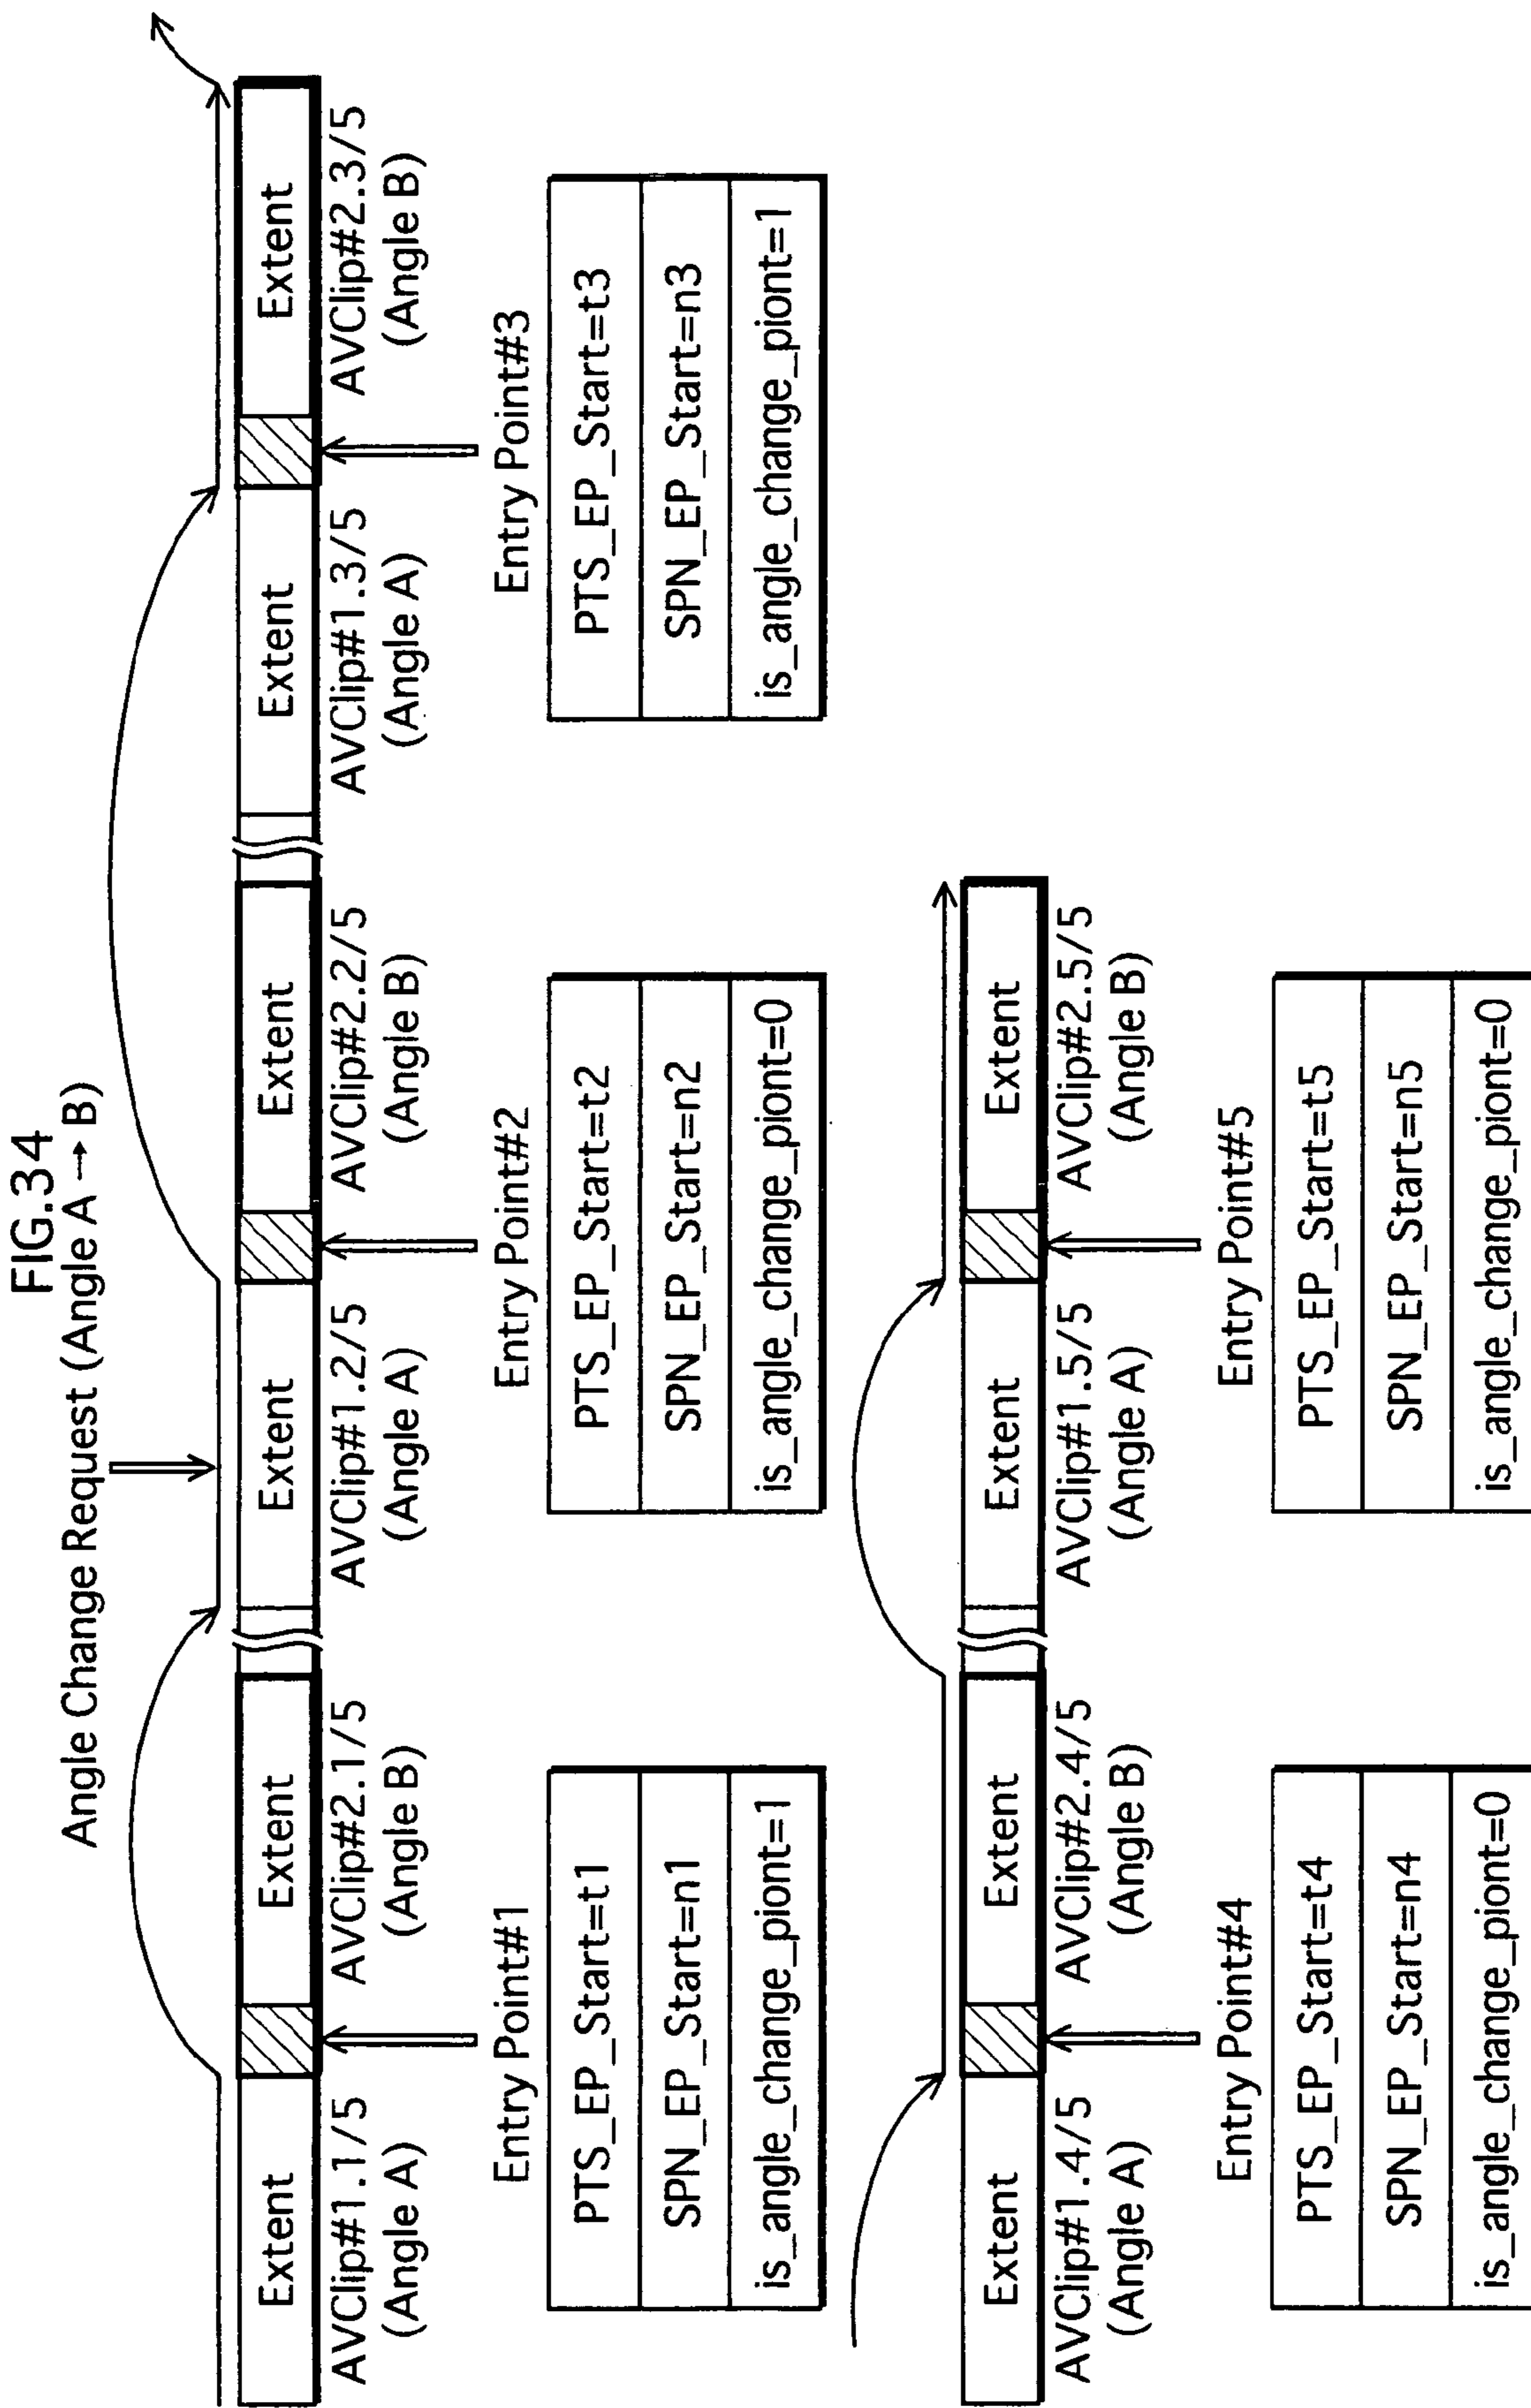 FIG.34
Angle Change Request (Angle A → B)
Extent
Extent
Extent
Extent
Extent
Extent
AVClip#1.1/5
(Angle A)
AVClip#2.1/5
(Angle B)
AVClip#1.2/5
(Angle A)
AVClip#2.2/5
(Angle B)
AVClip#1.3/5
(Angle A)
AVClip#2.3/5
(Angle B)
Entry Point#1
PTS_EP_Start=t1
SPN_EP_Start=n1
is_angle_change_piont=1
Entry Point#2
PTS_EP_Start=t2
SPN_EP_Start=n2
is_angle_change_piont=0
Entry Point#3
PTS_EP_Start=t3
SPN_EP_Start=n3
is_angle_change_piont=1
Extent
Extent
Extent
Extent
AVClip#1.4/5
(Angle A)
AVClip#2.4/5
(Angle B)
AVClip#1.5/5
(Angle A)
AVClip#2.5/5
(Angle B)
Entry Point#4
PTS_EP_Start=t4
SPN_EP_Start=n4
is_angle_change_piont=0
Entry Point#5
PTS_EP_Start=t5
SPN_EP_Start=n5
is_angle_change_piont=0